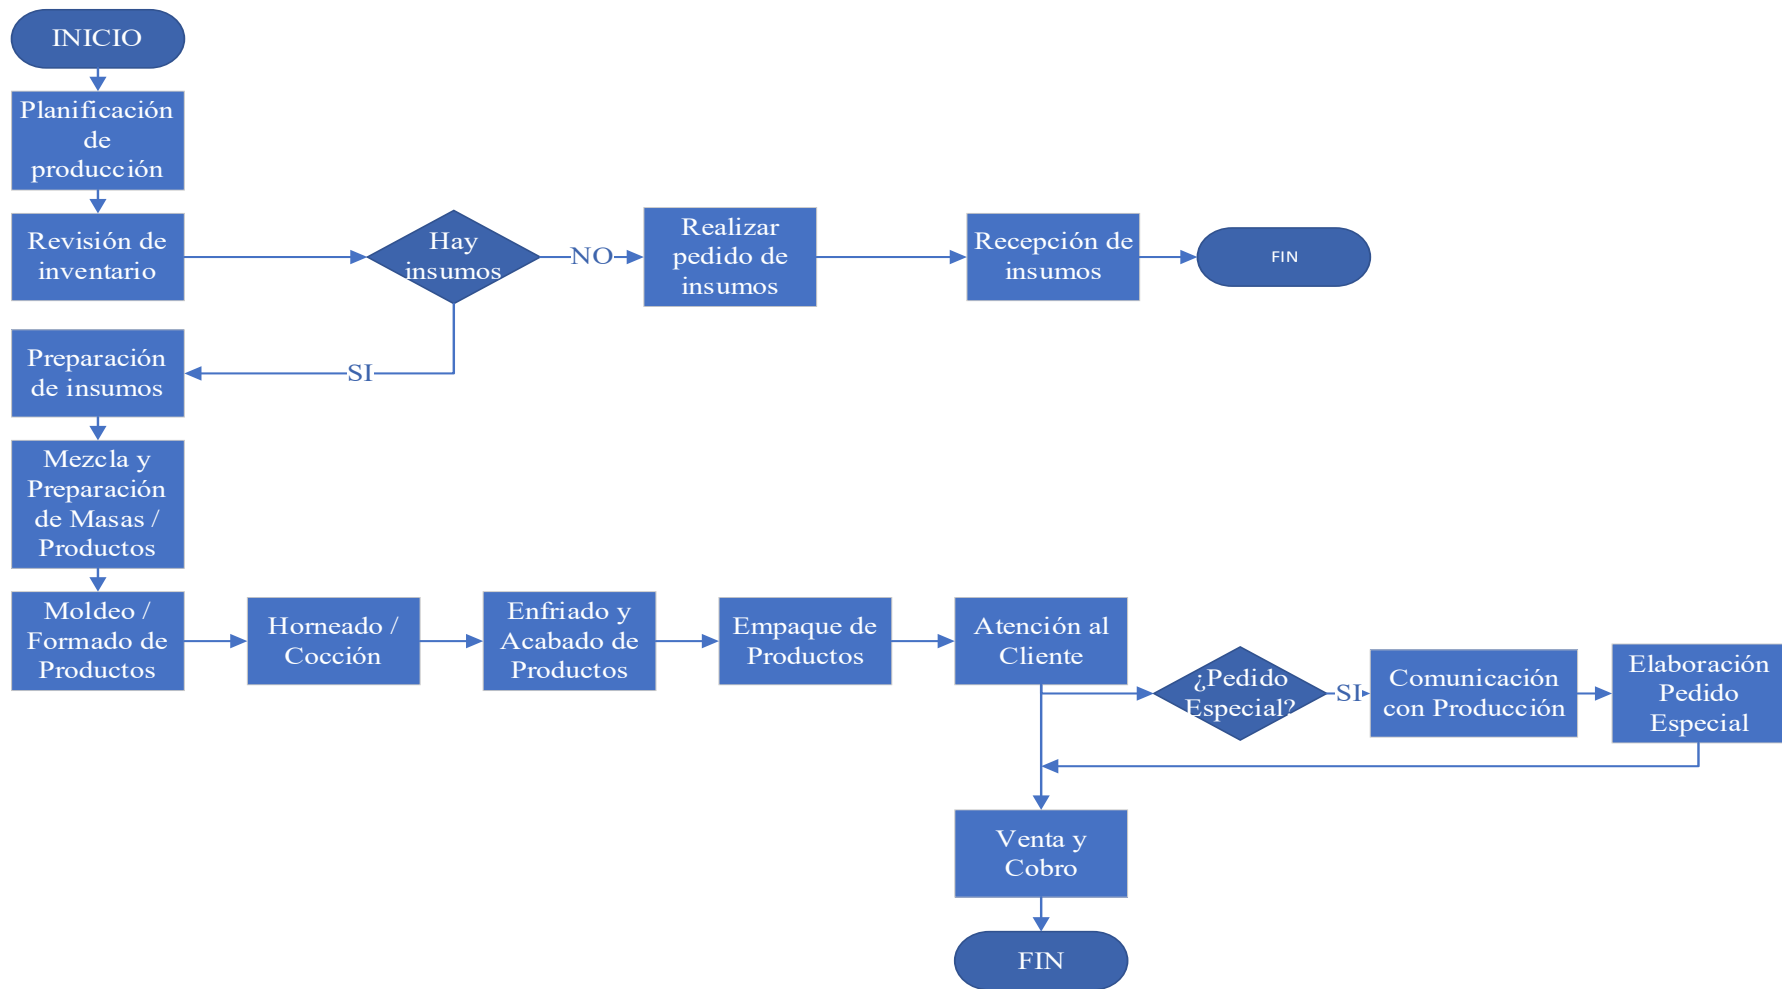 INICIO
Planificación
de
producción
Revisión de
inventario
Hay
insumos
NO
Realizar
pedido de
insumos
Recepción de
insumos
FIN
Preparación
de insumos
SI
Mezcla y
Preparación
de Masas /
Productos
Moldeo /
Formado de
Productos
Horneado /
Cocción
Enfriado y
Acabado de
Productos
Empaque de
Productos
Atención al
Cliente
¿Pedido
Especial?
SI
Comunicación
con Producción
Elaboración
Pedido
Especial
Venta y
Cobro
FIN